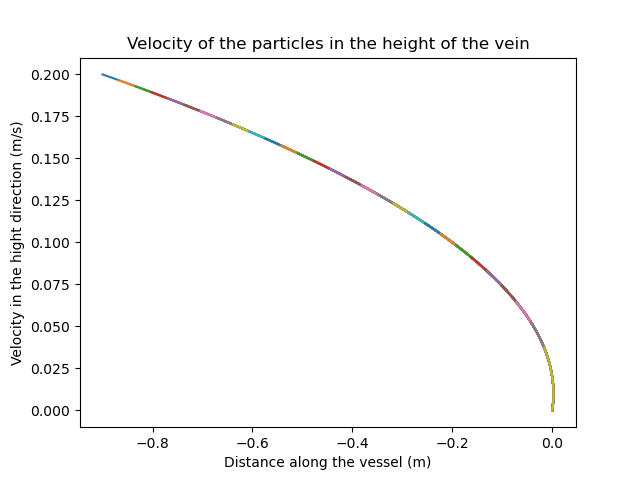 Velocity of the particles in the height of the vein
Velocity in the hight direction (m/s)
0.200
0.175
0.150
0.125
0.100
0.075
0.050
0.025
0.000
−0.8 −0.6 −0.4 −0.2 0.0
Distance along the vessel (m)